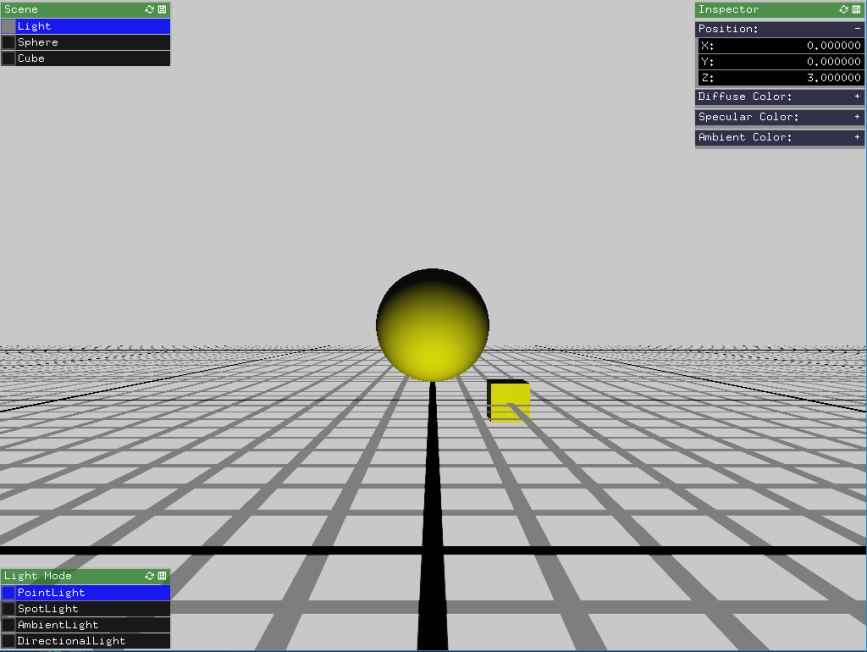 Scene
Light
Sphere
Cube
Inspector
Position: -
X: 0.000000
Y: 0.000000
Z: 3.000000
Diffuse Color: +
Specular Color: +
Ambient Color: +
Light Mode
PointLight
SpotLight
AmbientLight
DirectionalLight